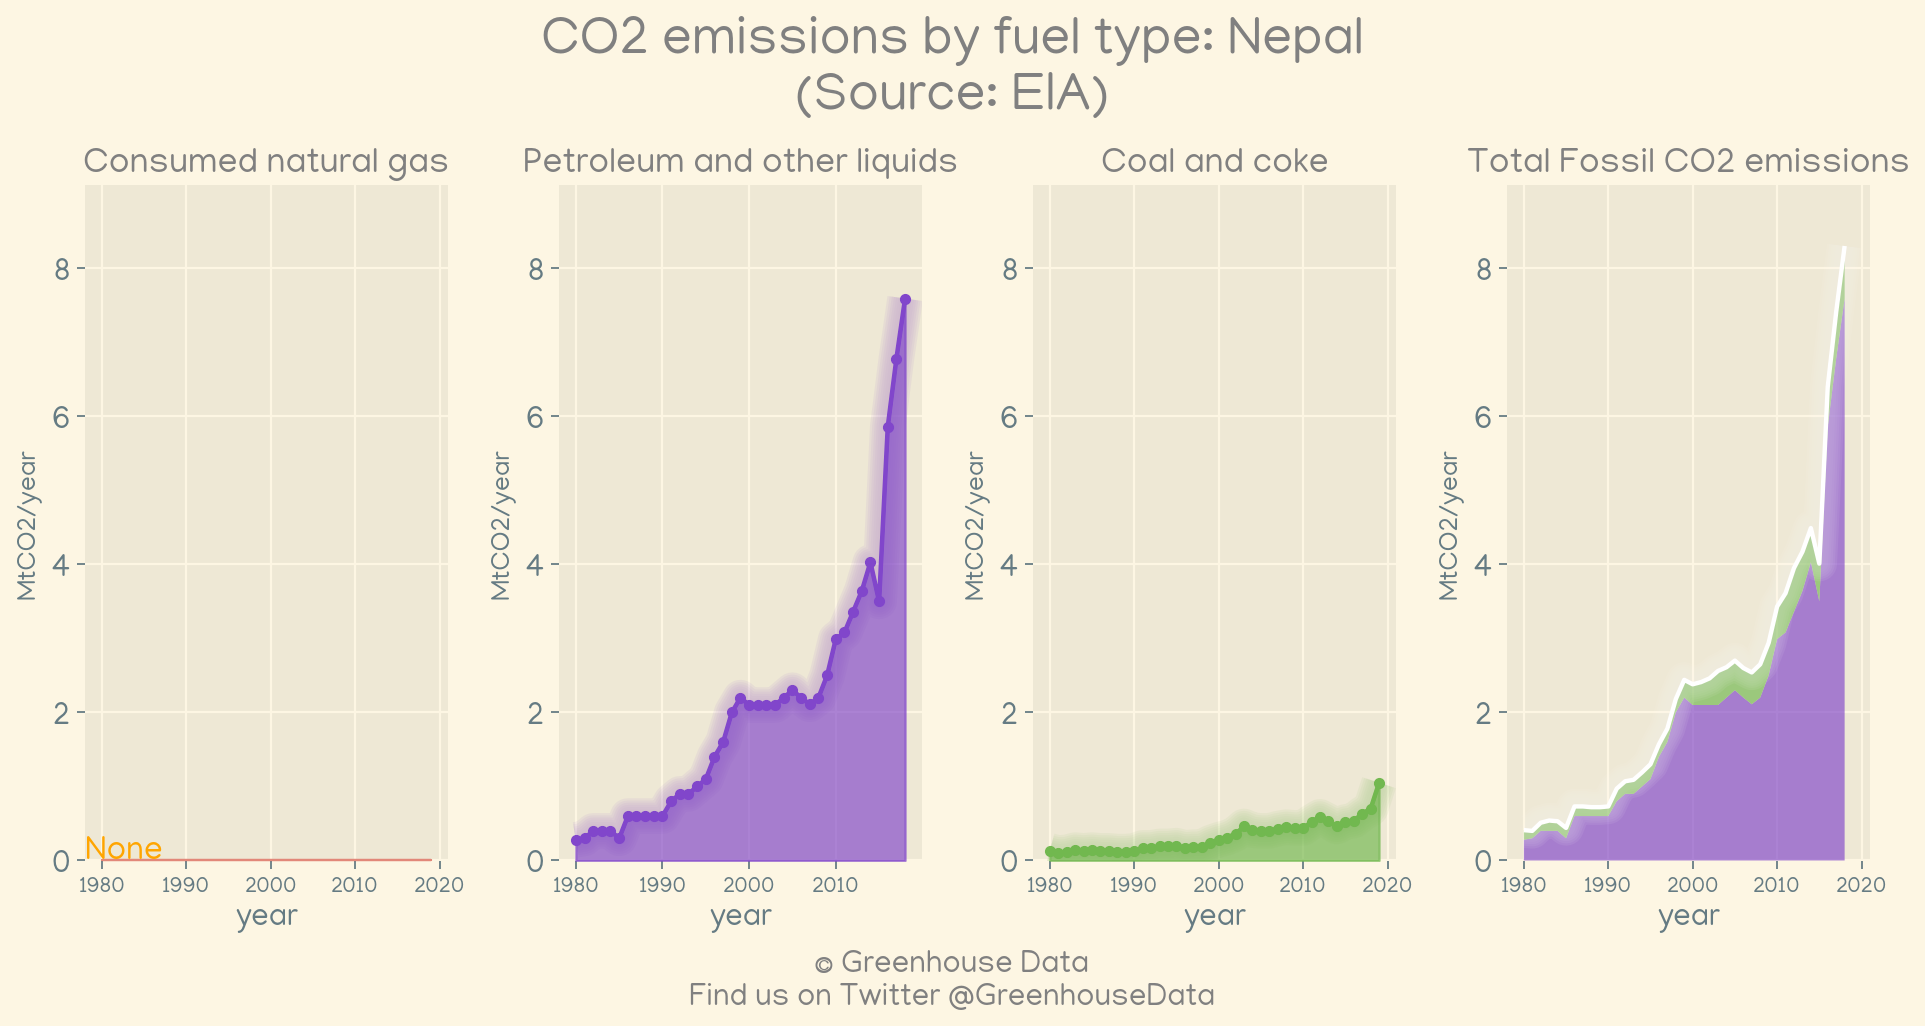 CO2 emissions by fuel type: Nepal
(Source: EIA)
Consumed natural gas
Petroleum and other liquids
Coal and coke
Total Fossil CO2 emissions
MtCO2/year
8
6
4
2
0
None
1980 1990 2000 2010 2020
year
MtCO2/year
8
6
4
2
0
1980 1990 2000 2010
year
MtCO2/year
8
6
4
2
0
1980 1990 2000 2010 2020
year
MtCO2/year
8
6
4
2
0
1980 1990 2000 2010 2020
year
© Greenhouse Data
Find us on Twitter @GreenhouseData